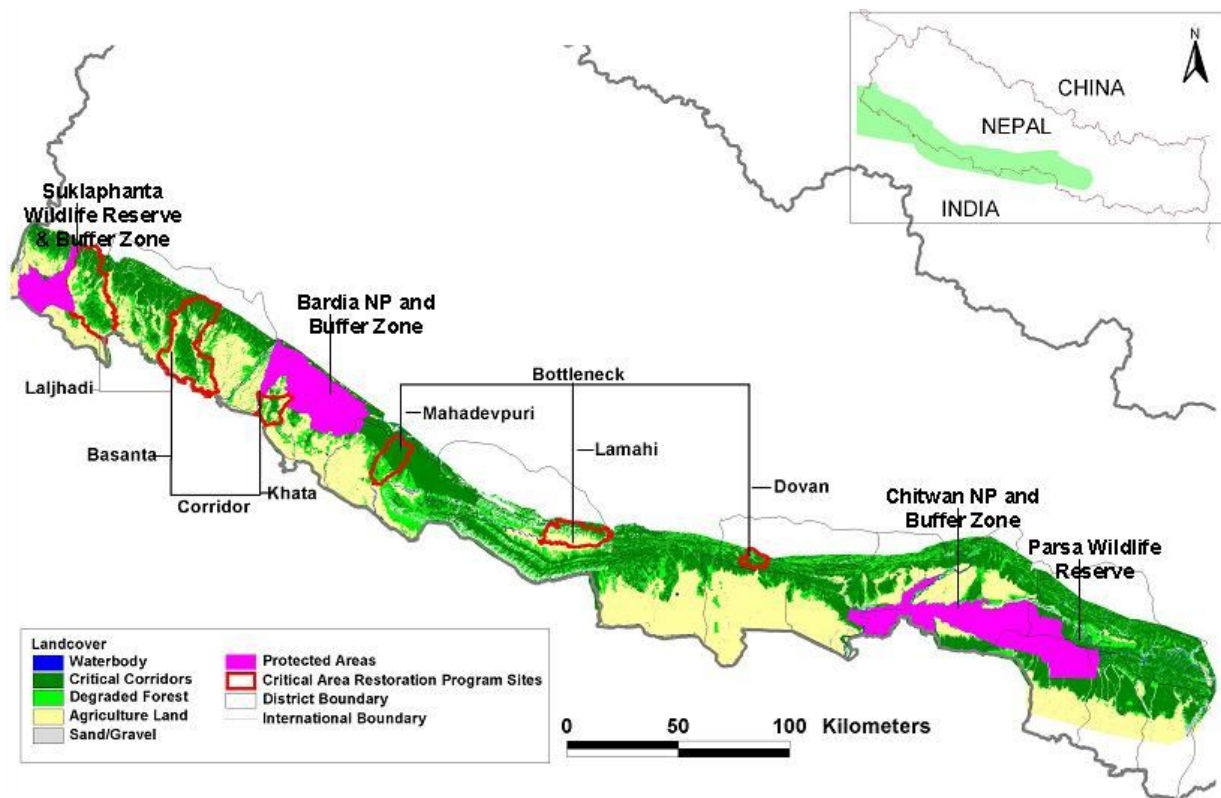 N
CHINA
NEPAL
INDIA
Suklaphanta
Wildlife Reserve
& Buffer Zone
Bardia NP and
Buffer Zone
Bottleneck
Laljhadi
Mahadevpuri
Lamahi
Basanta
Khata
Corridor
Dovan
Chitwan NP and
Buffer Zone
Parsa Wildlife
Reserve
Landcover
Waterbody
Critical Corridors
Degraded Forest
Agriculture Land
Sand/Gravel
Protected Areas
Critical Area Restoration Program Sites
District Boundary
International Boundary
0 50 100 Kilometers